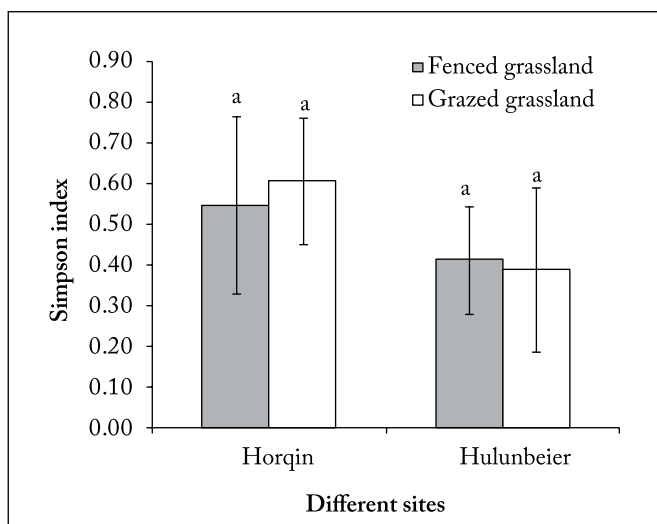 0.90
0.80
0.70
0.60
0.50
0.40
0.30
0.20
0.10
0.00
Simpson index
Fenced grassland
Grazed grassland
a a
a a
Horqin Hulunbeier
Different sites